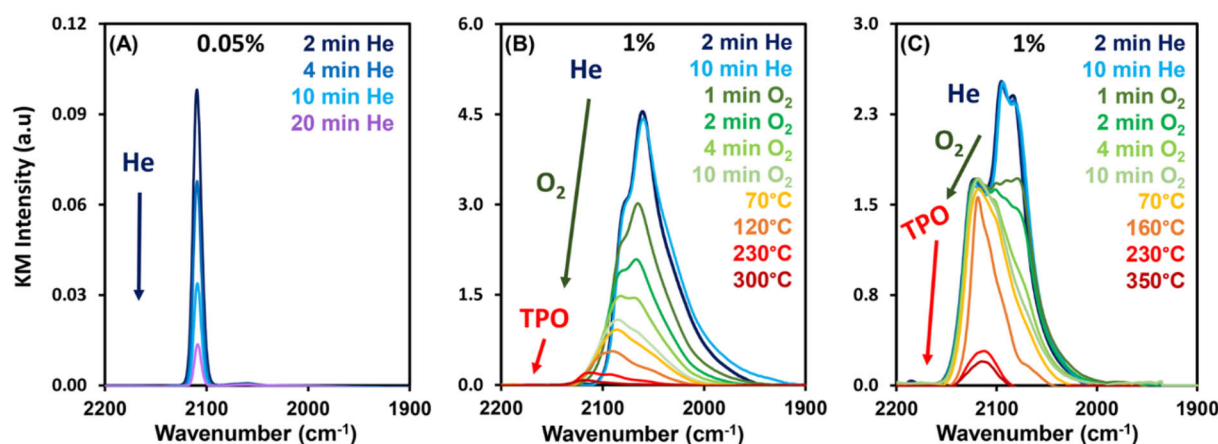 (A) 0.05%
2 min He
4 min He
10 min He
20 min He
He
KM Intensity (a.u)
0.12
0.09
0.06
0.03
0.00
2200 2100 2000 1900
Wavenumber (cm-1)
(B) 1%
2 min He
10 min He
1 min O2
2 min O2
4 min O2
10 min O2
70°C
120°C
230°C
300°C
He
O2
TPO
6.0
4.5
3.0
1.5
0.0
2200 2100 2000 1900
Wavenumber (cm-1)
(C) 1%
2 min He
10 min He
1 min O2
2 min O2
4 min O2
10 min O2
70°C
160°C
230°C
350°C
He
O2
TPO
3.0
2.3
1.5
0.8
0.0
2200 2100 2000 1900
Wavenumber (cm-1)